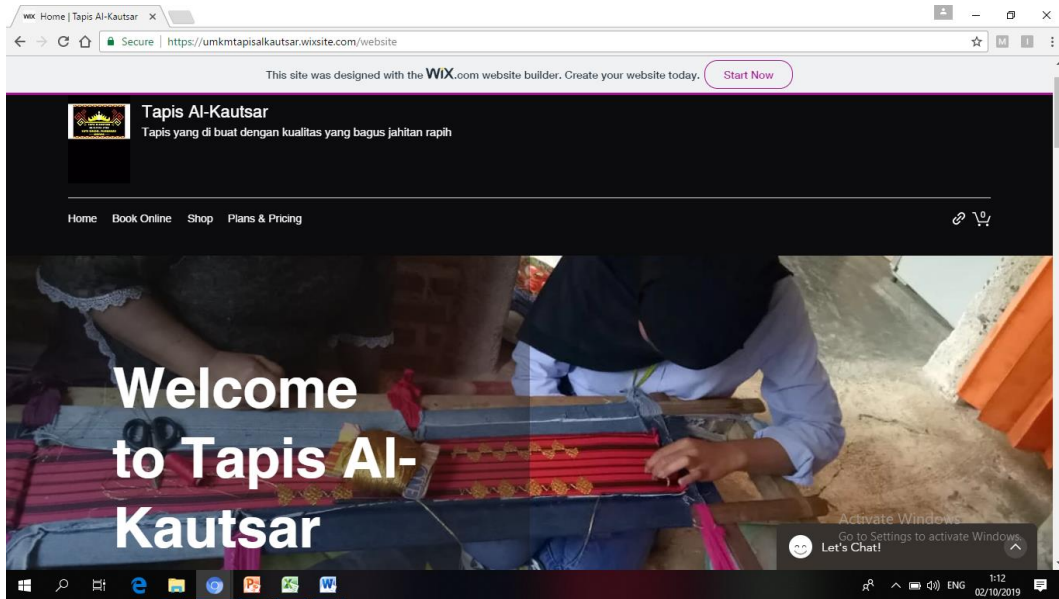 WIX Home | Tapis Al-Kautsar
Secure | https://umkmtapisalkautsar.wixsite.com/website
M I
This site was designed with the WiX.com website builder. Create your website today. Start Now
Tapis Al-Kautsar
Tapis yang di buat dengan kualitas yang bagus jahitan rapih
Home Book Online Shop Plans & Pricing
0
Welcome
to Tapis Al-
Kautsar
Activate Windows
Go to Settings to activate Windows.
Let's Chat!
ENG 1:12
02/10/2019